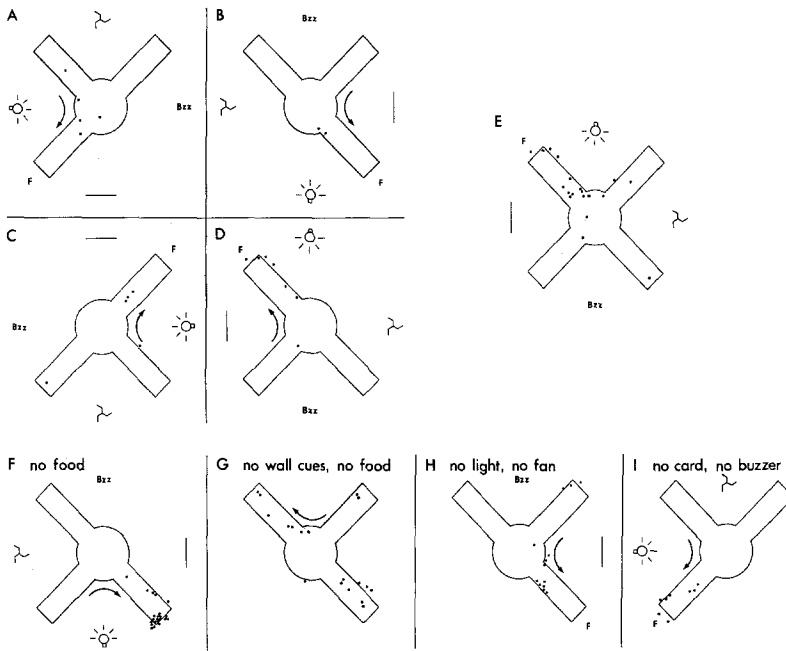 A
Bzz
F
B
Bzz
F
C
Bzz
F
D
F
Bzz
E
F
Bzz
F no food
Bzz
G no wall cues, no food
H no light, no fan
Bzz
F
I no card, no buzzer
F